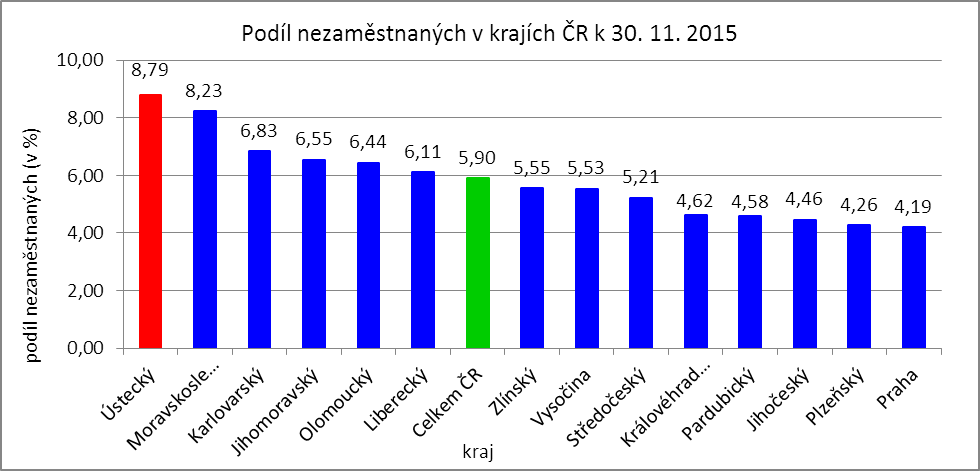 Podíl nezaměstnaných v krajích ČR k 30. 11. 2015
podíl nezaměstnaných (v %)
10,00
8,00
6,00
4,00
2,00
0,00
8,79
8,23
6,83
6,55
6,44
6,11
5,90
5,55
5,53
5,21
4,62
4,58
4,46
4,26
4,19
Ústecký
Moravskosle...
Karlovarský
Jihomoravský
Olomoucký
Liberecký
Celkem ČR
Zlínský
Vysočina
Středočeský
Královéhrad...
Pardubický
Jihočeský
Plzeňský
Praha
kraj